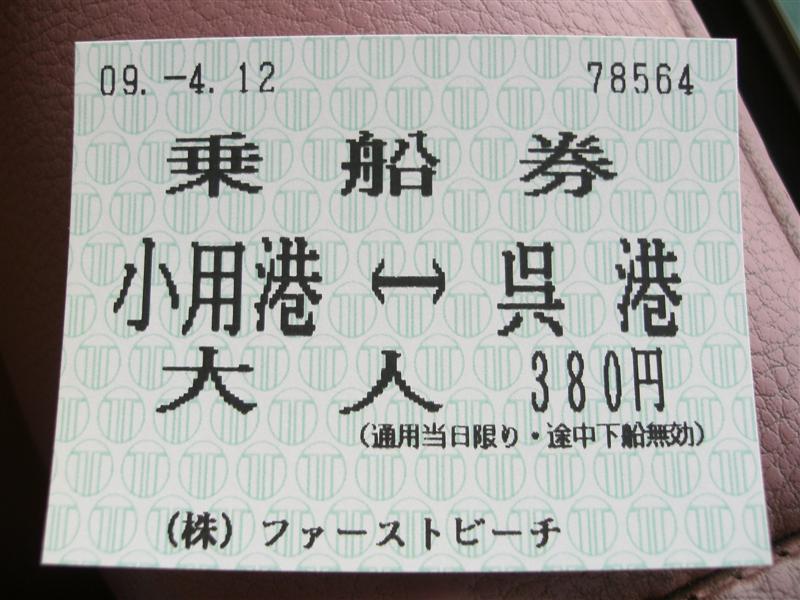 09.-4.12 78564
乗船券
小用港↔呉港
大人 380円
(通用当日限り・途中下船無効)
(株)ファーストビーチ